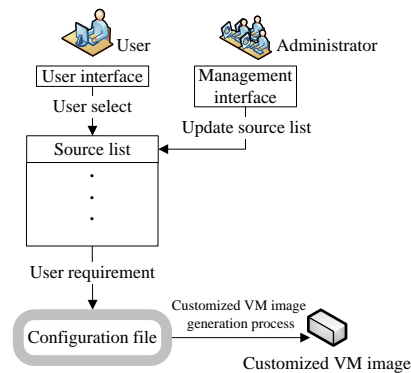 User
Administrator
User interface
Management
interface
User select
Update source list
Source list
User requirement
Configuration file
Customized VM image
generation process
Customized VM image